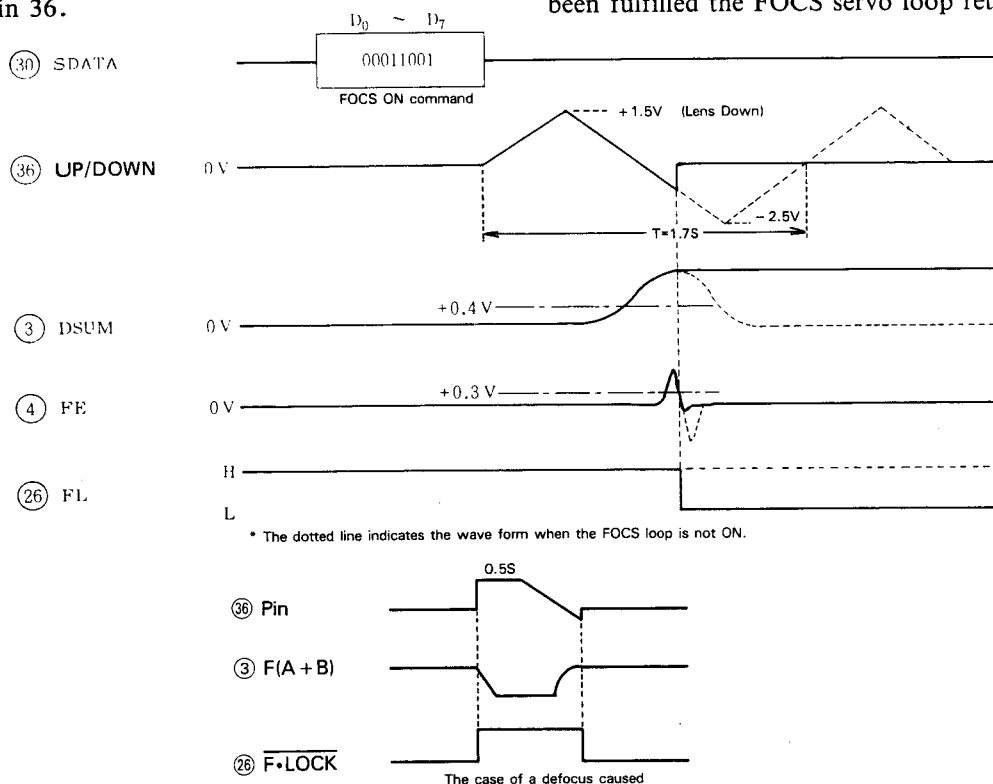 in 36.
been fulfilled the FOCS servo loop ret
D₀ ~ D₇
③⓪ SDATA
00011001
FOCS ON command
+1.5V (Lens Down)
③⑥ UP/DOWN 0 V
-2.5V
T=1.7S
+0.4 V
③ DSUM 0 V
+0.3 V
④ FE 0 V
H
②⑥ FL
L
* The dotted line indicates the wave form when the FOCS loop is not ON.
0.5S
③⑥ Pin
③ F(A+B)
②⑥ F•LOCK
The case of a defocus caused